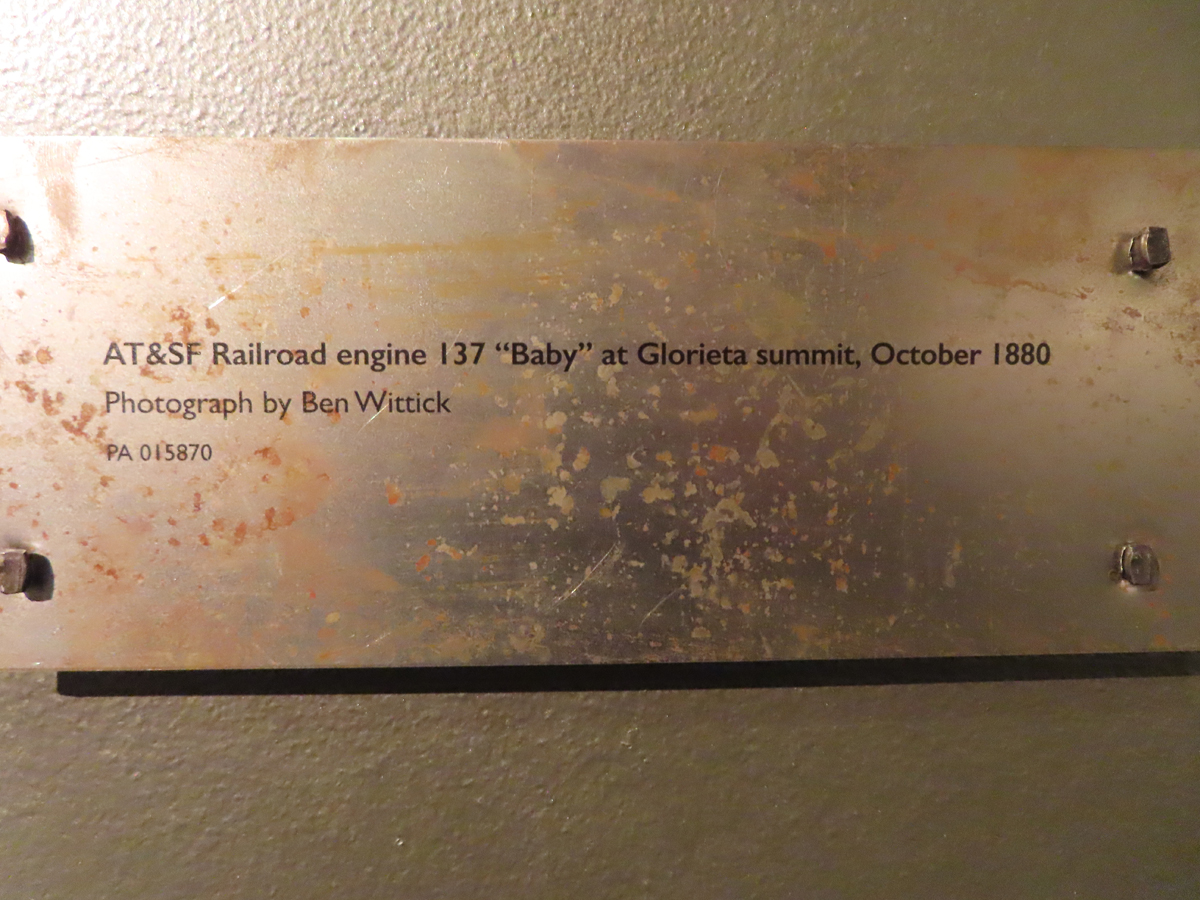 AT&SF Railroad engine 137 “Baby” at Glorieta summit, October 1880
Photograph by Ben Wittick
PA 015870